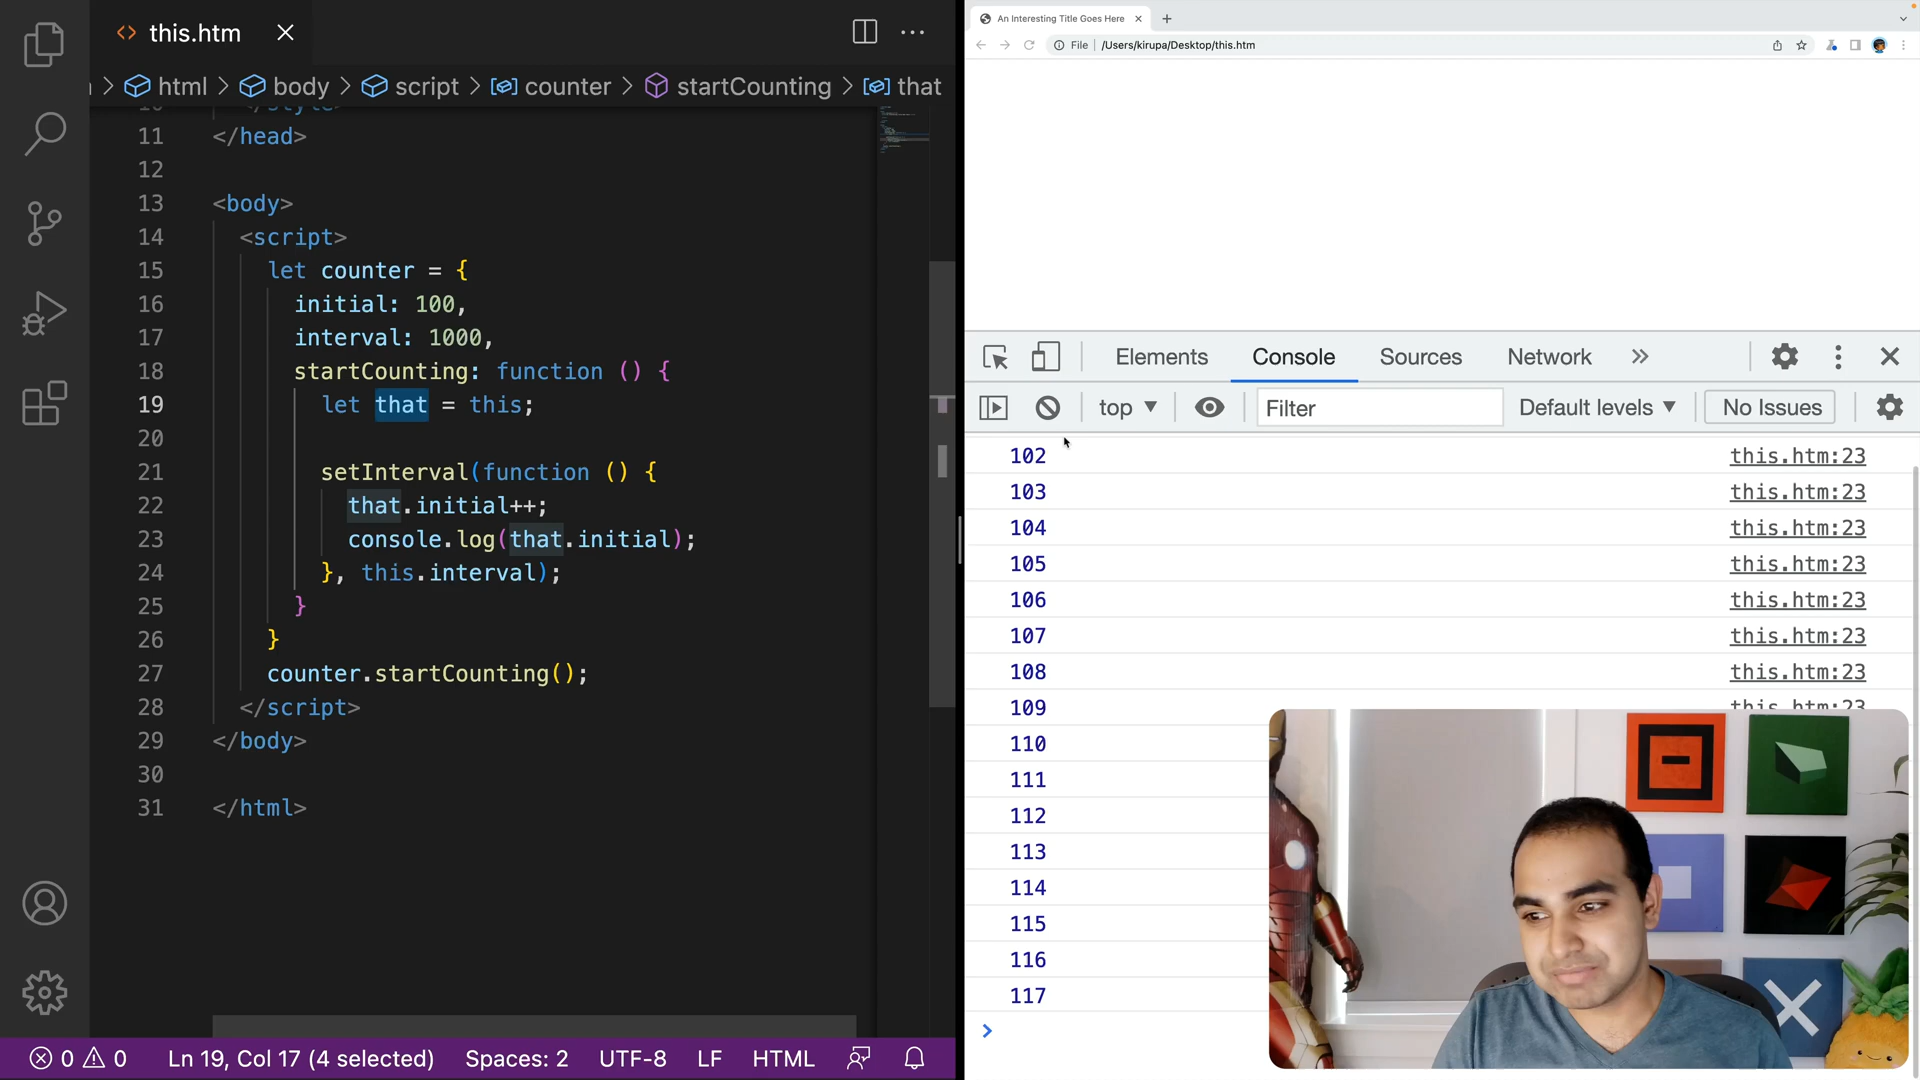 this.htm
html
body
script
counter
startCounting
that
11 </head>
12
13 <body>
14 <script>
15 let counter = {
16 initial: 100,
17 interval: 1000,
18 startCounting: function () {
19 let that = this;
20
21 setInterval(function () {
22 that.initial++;
23 console.log(that.initial);
24 }, this.interval);
25 }
26 }
27 counter.startCounting();
28 </script>
29 </body>
30
31 </html>
0 0 Ln 19, Col 17 (4 selected) Spaces: 2 UTF-8 LF HTML
An Interesting Title Goes Here
File /Users/kirupa/Desktop/this.htm
Elements Console Sources Network
top Filter Default levels No Issues
102 this.htm:23
103 this.htm:23
104 this.htm:23
105 this.htm:23
106 this.htm:23
107 this.htm:23
108 this.htm:23
109 this.htm:23
110
111
112
113
114
115
116
117